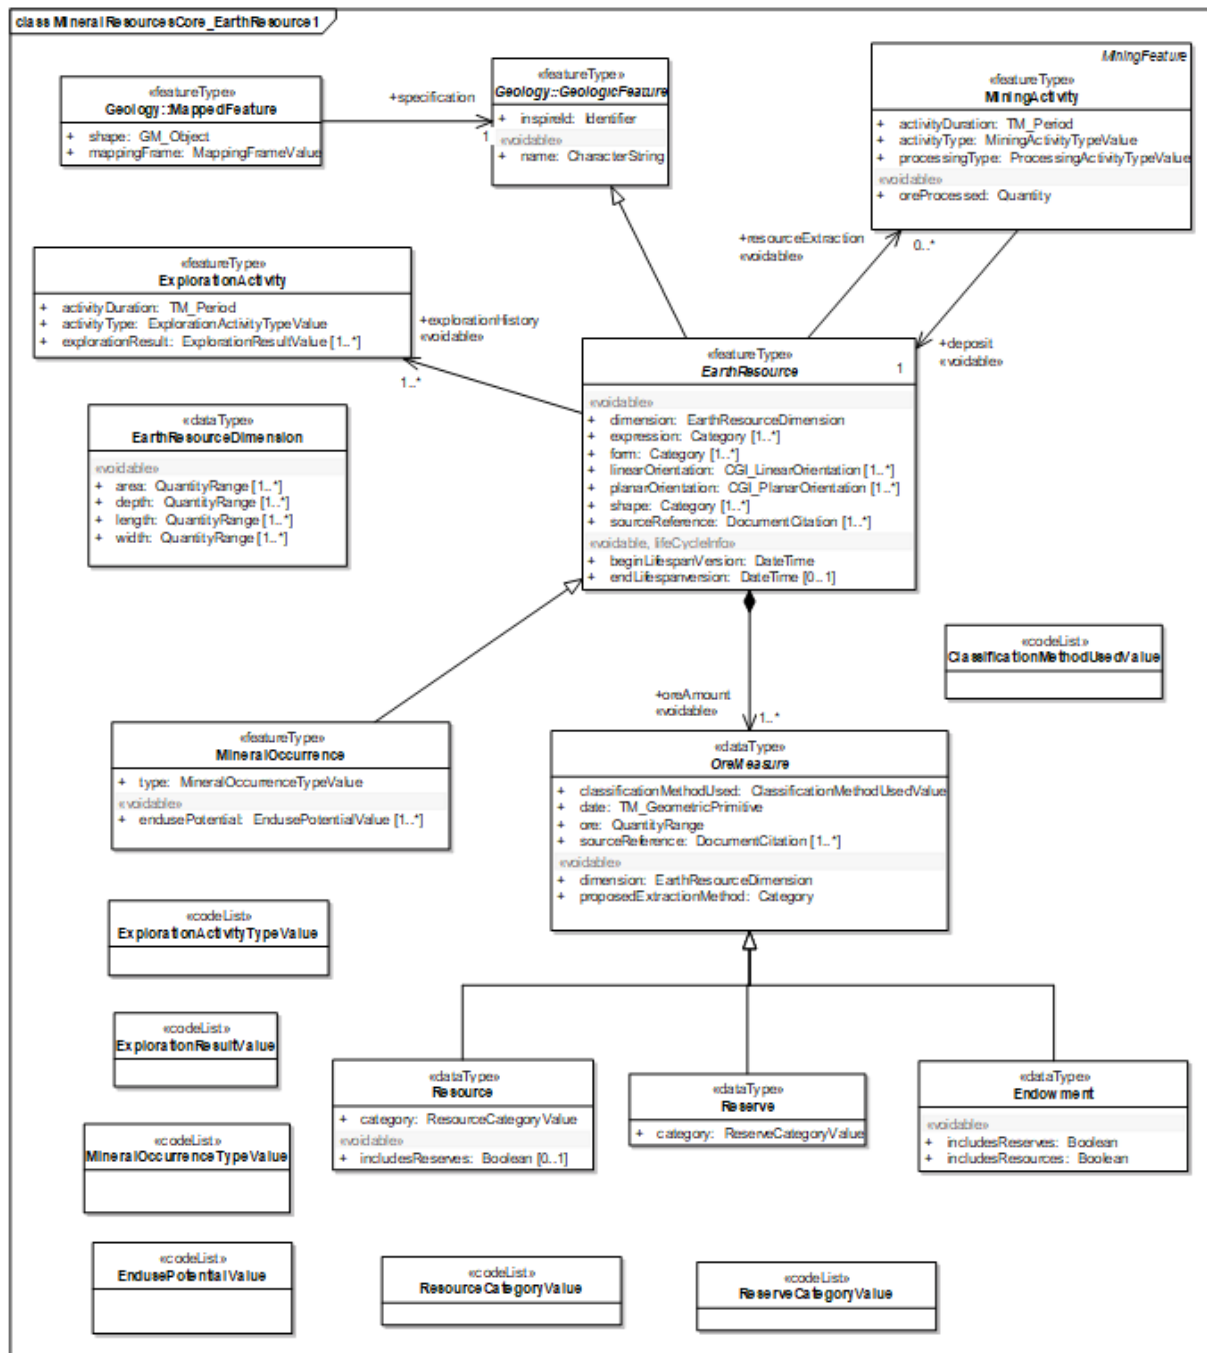 class MineralResourcesCore_EarthResource1
«featureType»
Geology::MappedFeature
+ shape: GM_Object
+ mappingFrame: MappingFrameValue
+specification
1
«featureType»
Geology::GeologicFeature
+ inspireId: Identifier
«voidable»
+ name: CharacterString
MiningFeature
«featureType»
MiningActivity
+ activityDuration: TM_Period
+ activityType: MiningActivityTypeValue
+ processingType: ProcessingActivityTypeValue
«voidable»
+ oreProcessed: Quantity
+resourceExtraction
«voidable»
0..*
«featureType»
ExplorationActivity
+ activityDuration: TM_Period
+ activityType: ExplorationActivityTypeValue
+ explorationResult: ExplorationResultValue [1..*]
+explorationHistory
«voidable»
1..*
+deposit
«voidable»
1
«featureType»
EarthResource
«voidable»
+ dimension: EarthResourceDimension
+ expression: Category [1..*]
+ form: Category [1..*]
+ linearOrientation: CGI_LinearOrientation [1..*]
+ planarOrientation: CGI_PlanarOrientation [1..*]
+ shape: Category [1..*]
+ sourceReference: DocumentCitation [1..*]
«voidable, lifeCycleInfo»
+ beginLifespanVersion: DateTime
+ endLifespanversion: DateTime [0..1]
«dataType»
EarthResourceDimension
«voidable»
+ area: QuantityRange [1..*]
+ depth: QuantityRange [1..*]
+ length: QuantityRange [1..*]
+ width: QuantityRange [1..*]
«codeList»
ClassificationMethodUsedValue
+oreAmount
«voidable»
1..*
«featureType»
MineralOccurrence
+ type: MineralOccurrenceTypeValue
«voidable»
+ endusePotential: EndusePotentialValue [1..*]
«dataType»
OreMeasure
+ classificationMethodUsed: ClassificationMethodUsedValue
+ date: TM_GeometricPrimitive
+ ore: QuantityRange
+ sourceReference: DocumentCitation [1..*]
«voidable»
+ dimension: EarthResourceDimension
+ proposedExtractionMethod: Category
«codeList»
ExplorationActivityTypeValue
«codeList»
ExplorationResultValue
«dataType»
Resource
+ category: ResourceCategoryValue
«voidable»
+ includesReserves: Boolean [0..1]
«dataType»
Reserve
+ category: ReserveCategoryValue
«dataType»
Endowment
«voidable»
+ includesReserves: Boolean
+ includesResources: Boolean
«codeList»
MineralOccurrenceTypeValue
«codeList»
EndusePotentialValue
«codeList»
ResourceCategoryValue
«codeList»
ReserveCategoryValue